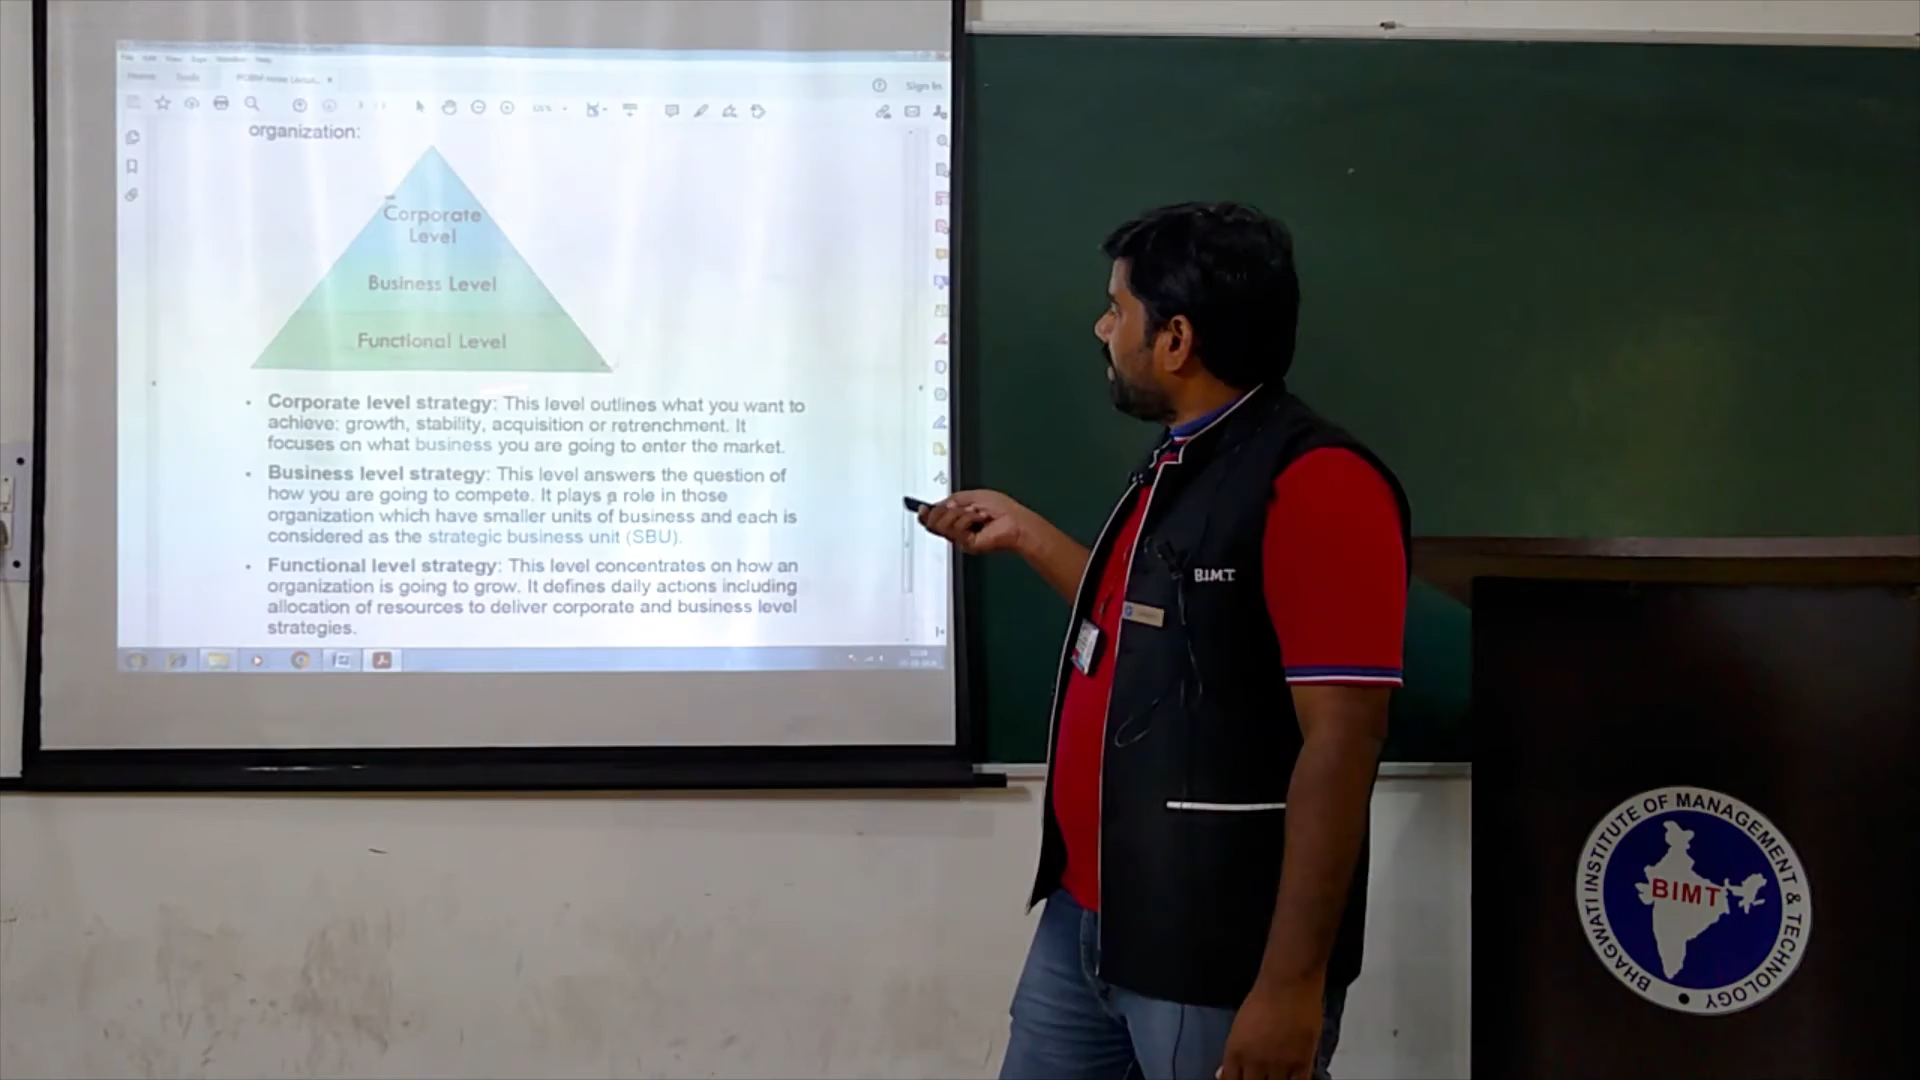 Sign In
organization:
Corporate
Level
Business Level
Functional Level
• Corporate level strategy: This level outlines what you want to
achieve: growth, stability, acquisition or retrenchment. It
focuses on what business you are going to enter the market.
• Business level strategy: This level answers the question of
how you are going to compete. It plays a role in those
organization which have smaller units of business and each is
considered as the strategic business unit (SBU).
• Functional level strategy: This level concentrates on how an
organization is going to grow. It defines daily actions including
allocation of resources to deliver corporate and business level
strategies.
B.I.M.T.
BHAGWATI INSTITUTE OF MANAGEMENT & TECHNOLOGY
BIMT